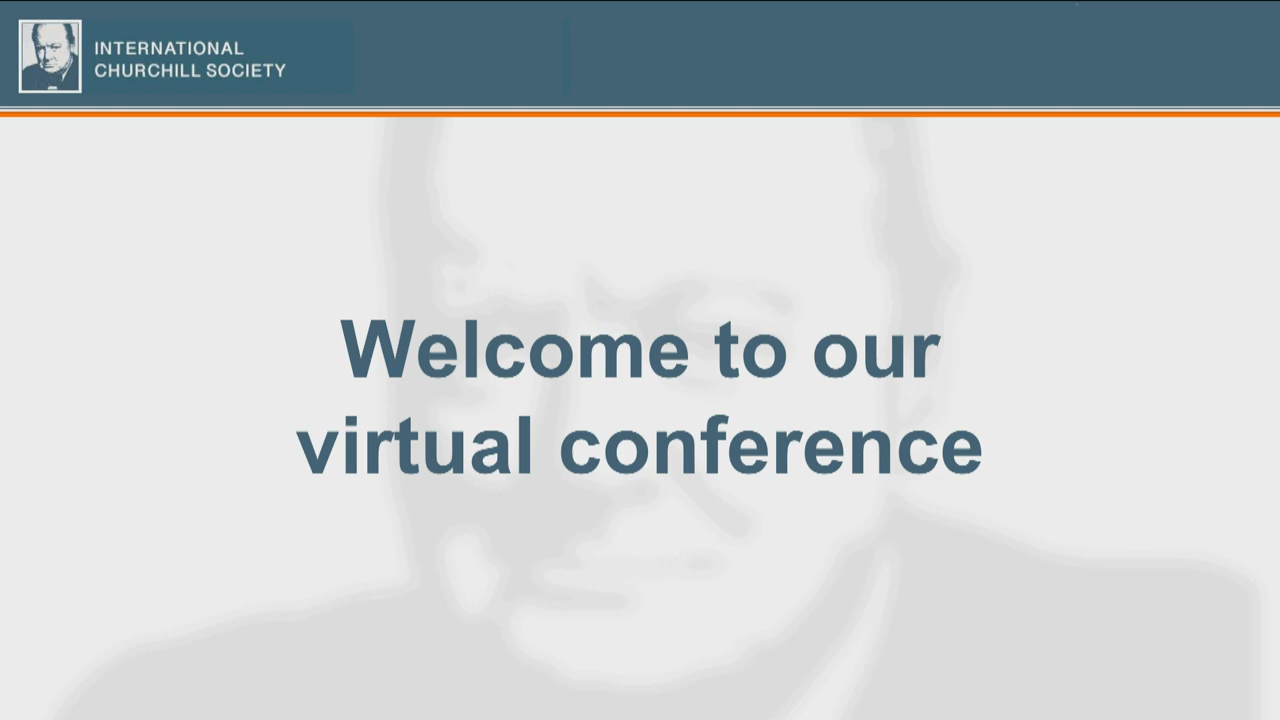 INTERNATIONAL
CHURCHILL SOCIETY
Welcome to our
virtual conference